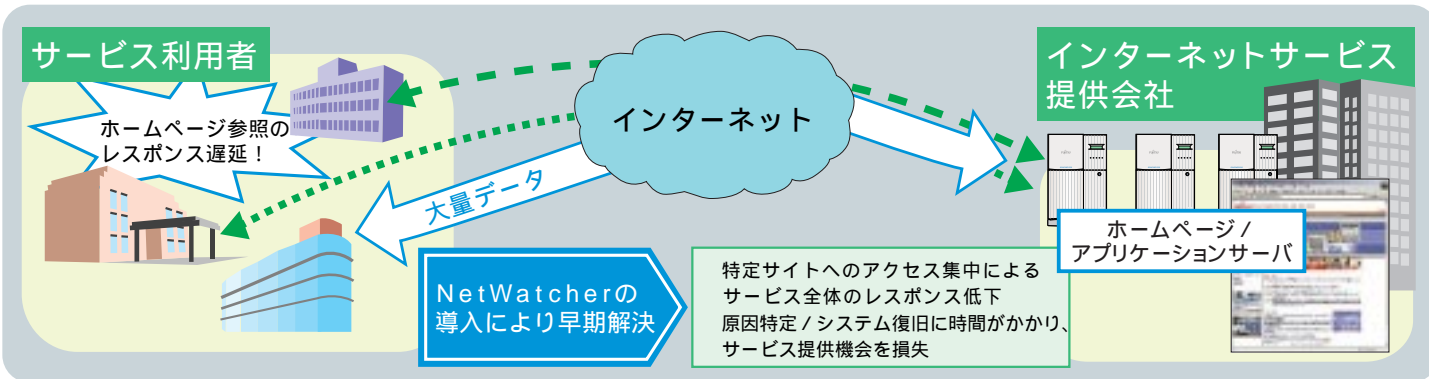 サービス利用者
ホームページ参照の
レスポンス遅延！
インターネット
大量データ
インターネットサービス
提供会社
ホームページ /
アプリケーションサーバ
NetWatcherの
導入により早期解決
特定サイトへのアクセス集中による
サービス全体のレスポンス低下
原因特定 / システム復旧に時間がかかり、
サービス提供機会を損失